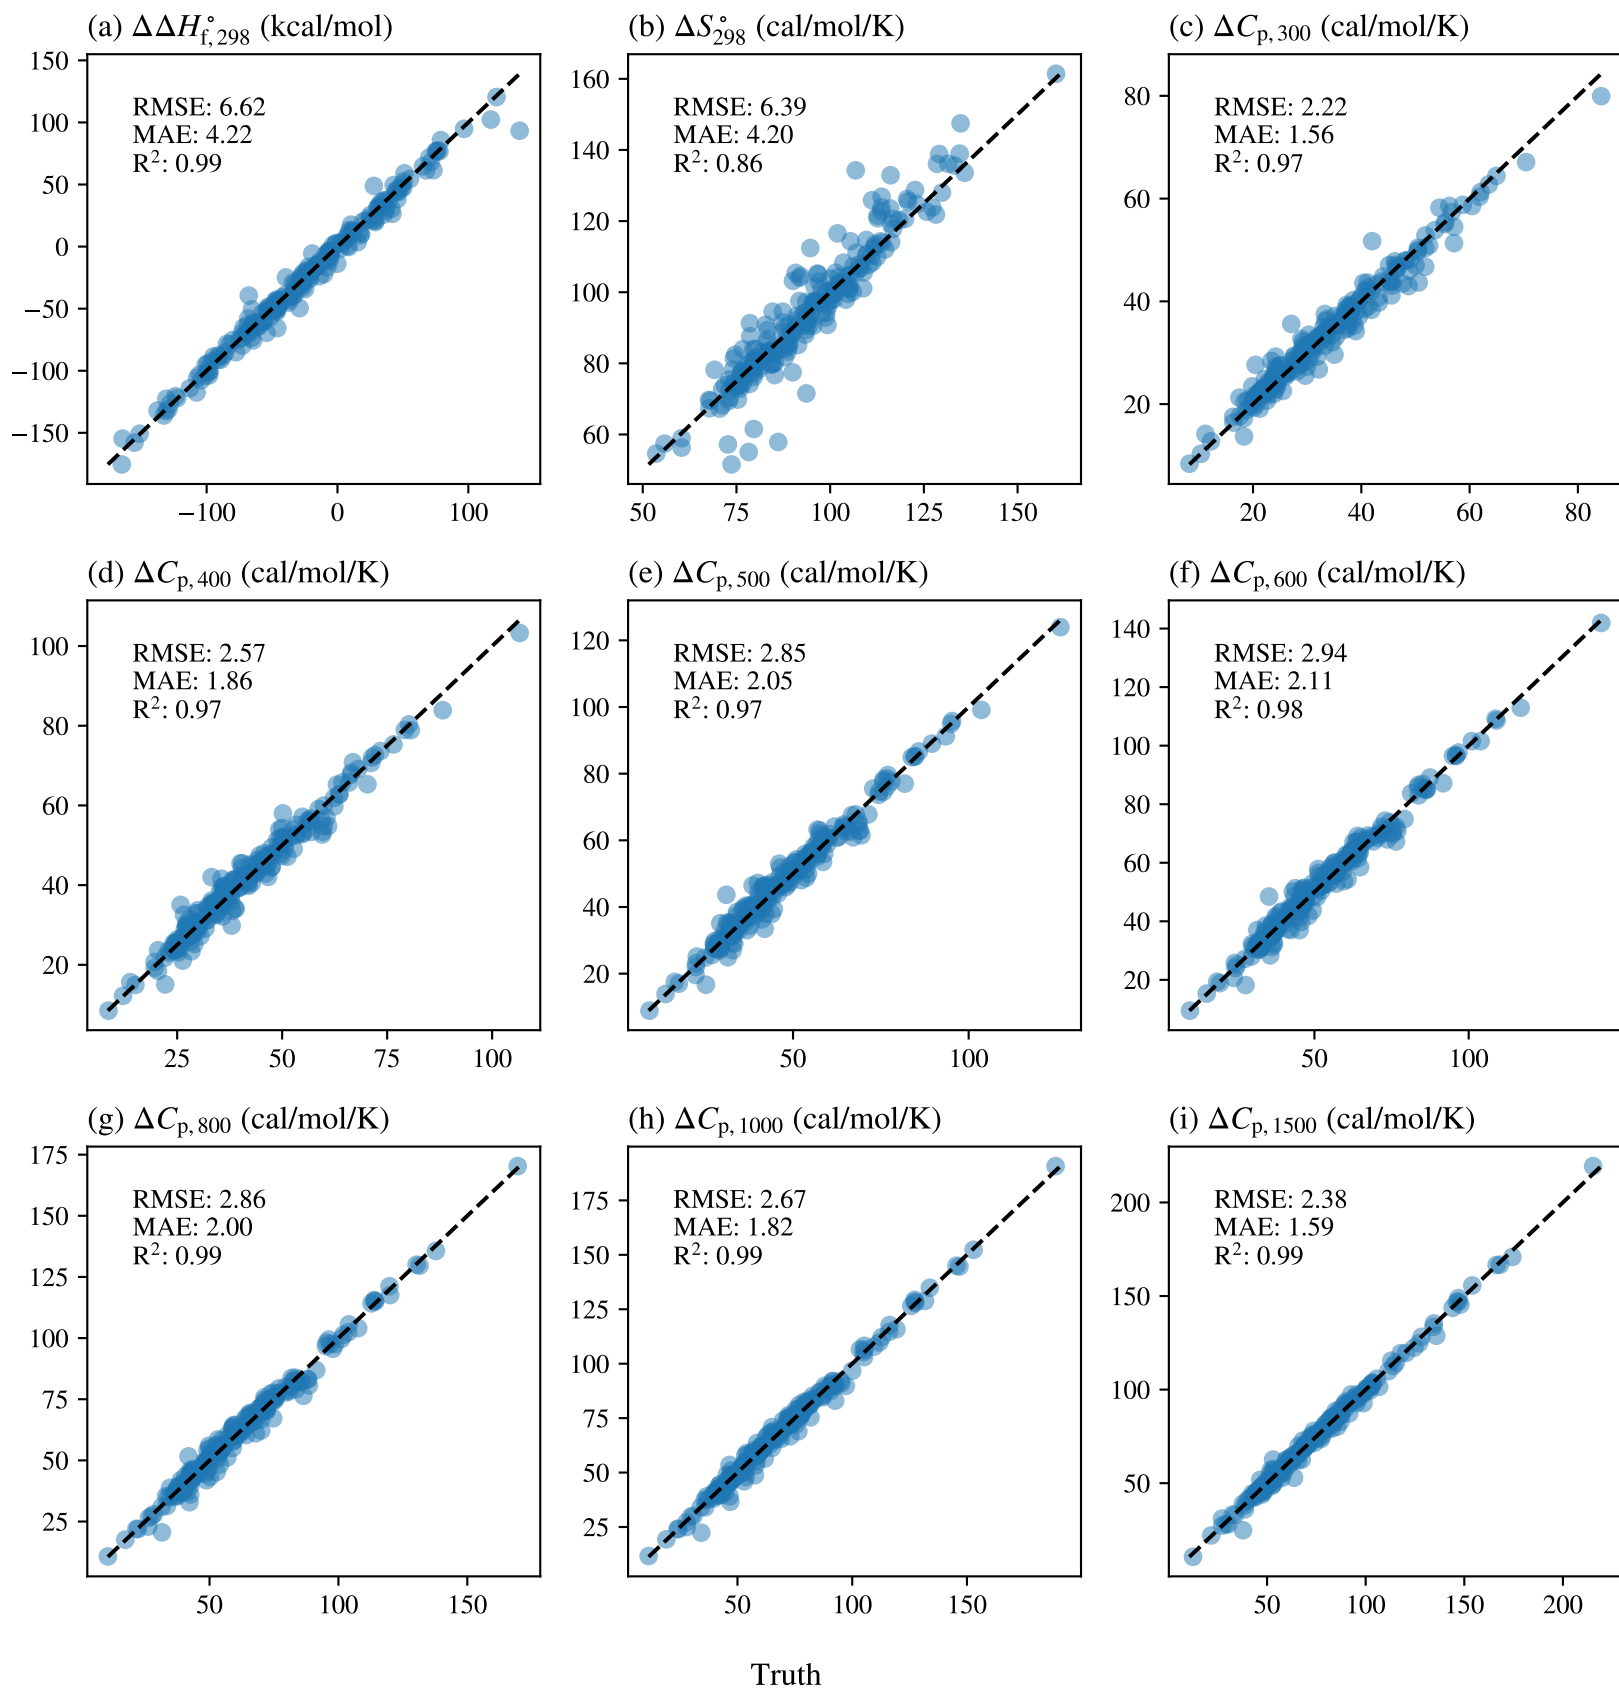 (a) ΔΔH°f,298 (kcal/mol)
150
100
50
0
−50
−100
−150
RMSE: 6.62
MAE: 4.22
R²: 0.99
−100 0 100
(b) ΔS°298 (cal/mol/K)
160
140
120
100
80
60
RMSE: 6.39
MAE: 4.20
R²: 0.86
50 75 100 125 150
(c) ΔCp,300 (cal/mol/K)
80
60
40
20
RMSE: 2.22
MAE: 1.56
R²: 0.97
20 40 60 80
(d) ΔCp,400 (cal/mol/K)
100
80
60
40
20
RMSE: 2.57
MAE: 1.86
R²: 0.97
25 50 75 100
(e) ΔCp,500 (cal/mol/K)
120
100
80
60
40
20
RMSE: 2.85
MAE: 2.05
R²: 0.97
50 100
(f) ΔCp,600 (cal/mol/K)
140
120
100
80
60
40
20
RMSE: 2.94
MAE: 2.11
R²: 0.98
50 100
(g) ΔCp,800 (cal/mol/K)
175
150
125
100
75
50
25
RMSE: 2.86
MAE: 2.00
R²: 0.99
50 100 150
(h) ΔCp,1000 (cal/mol/K)
175
150
125
100
75
50
25
RMSE: 2.67
MAE: 1.82
R²: 0.99
50 100 150
(i) ΔCp,1500 (cal/mol/K)
200
150
100
50
RMSE: 2.38
MAE: 1.59
R²: 0.99
50 100 150 200
Truth